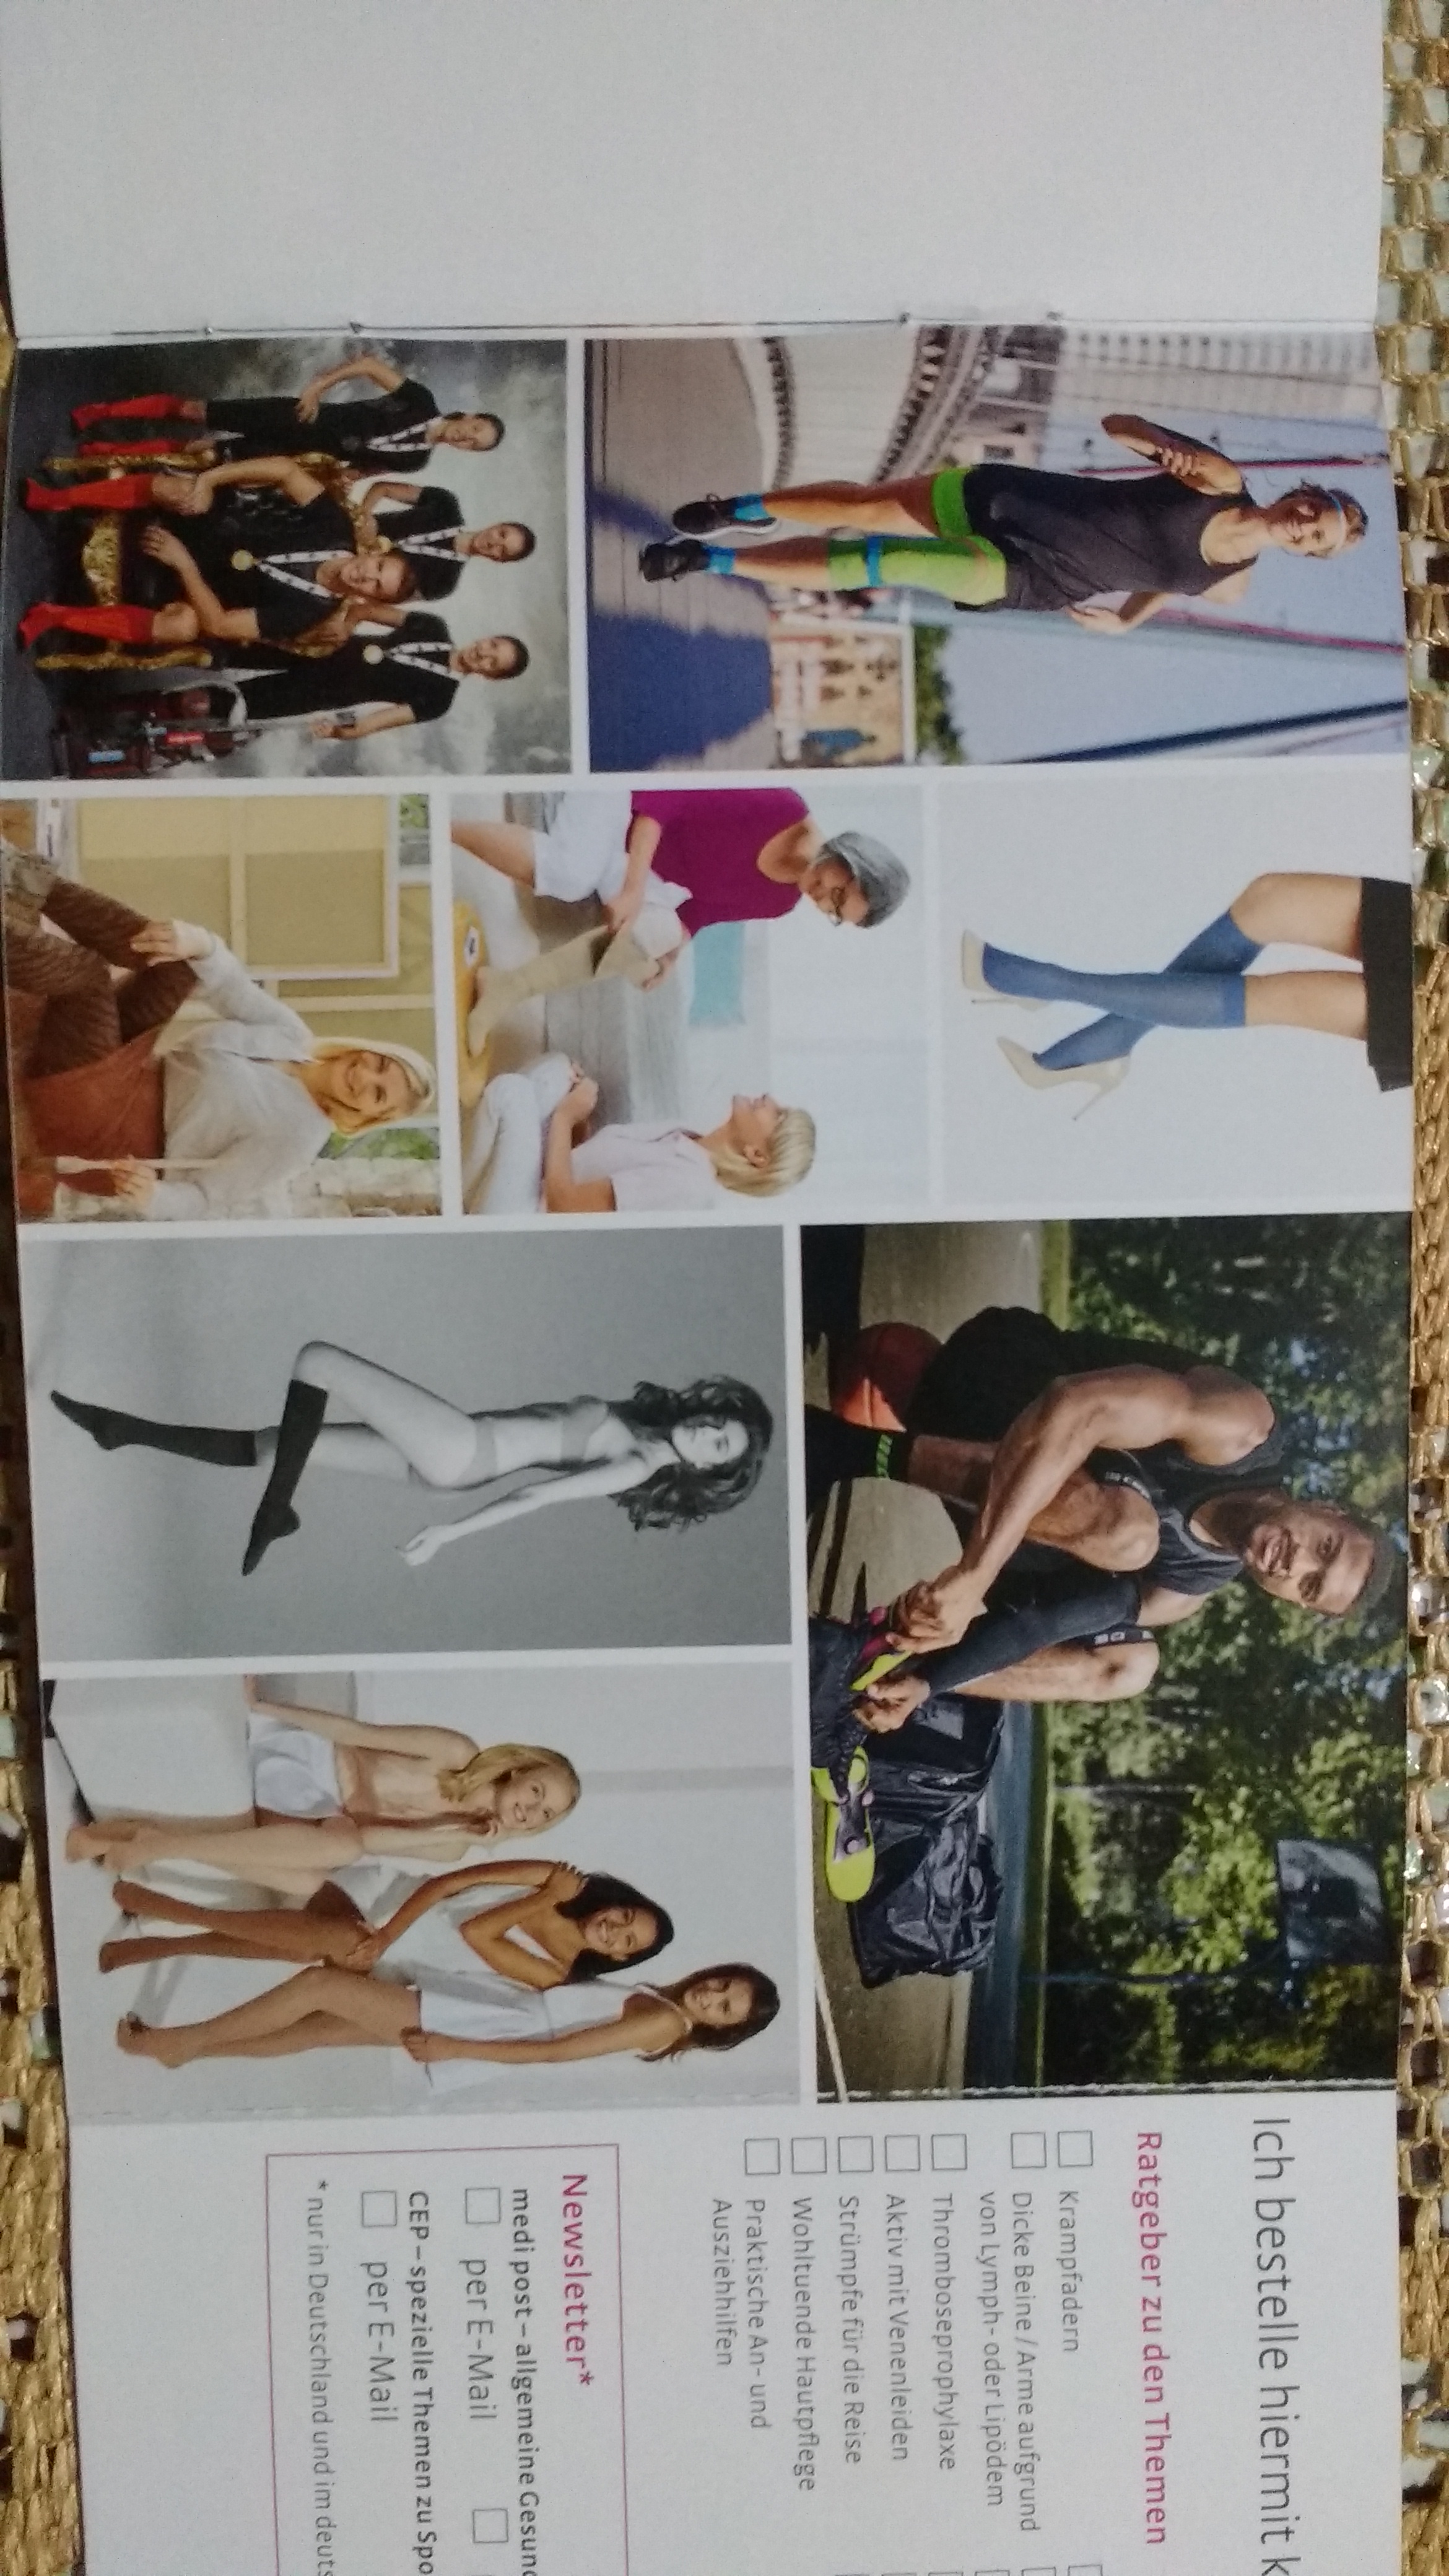 Ich bestelle hiermit k
Ratgeber zu den Themen
Krampfadern
Dicke Beine / Arme aufgrund
von Lymph- oder Lipödem
Thromboseprophylaxe
Aktiv mit Venenleiden
Strümpfe für die Reise
Wohltuende Hautpflege
Praktische An- und
Ausziehhilfen
Newsletter*
medi post – allgemeine Gesun
per E-Mail
CEP – spezielle Themen zu Spo
per E-Mail
* nur in Deutschland und im deuts